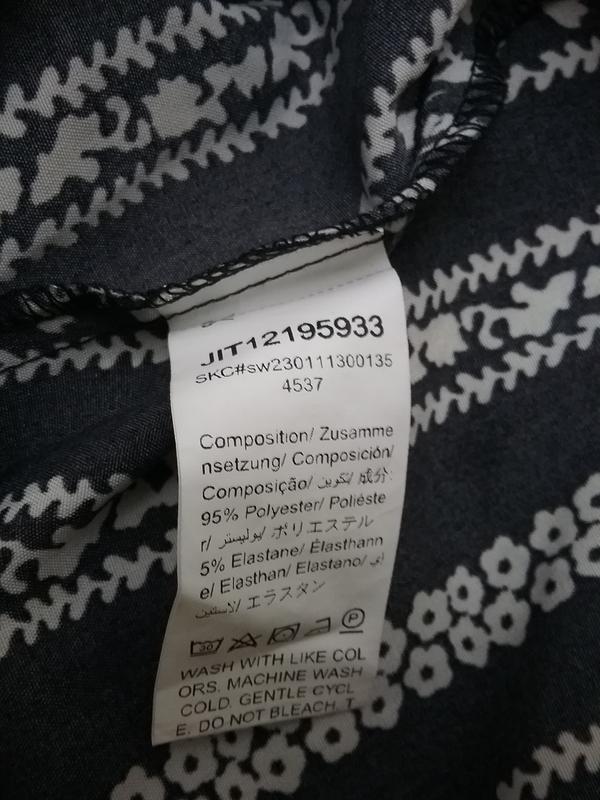 JIT12195933
SKC#sw230111300135
4537
Composition/ Zusamme
nsetzung/ Composición/
Composição/ تكوين/ 成分:
95% Polyester/ Poliéste
r/ بوليستر/ ポリエステル
5% Elastane/ Élasthann
e/ Elasthan/ Elastano/
エラスタン
30
P
WASH WITH LIKE COL
ORS. MACHINE WASH
COLD. GENTLE CYCL
E. DO NOT BLEACH. T